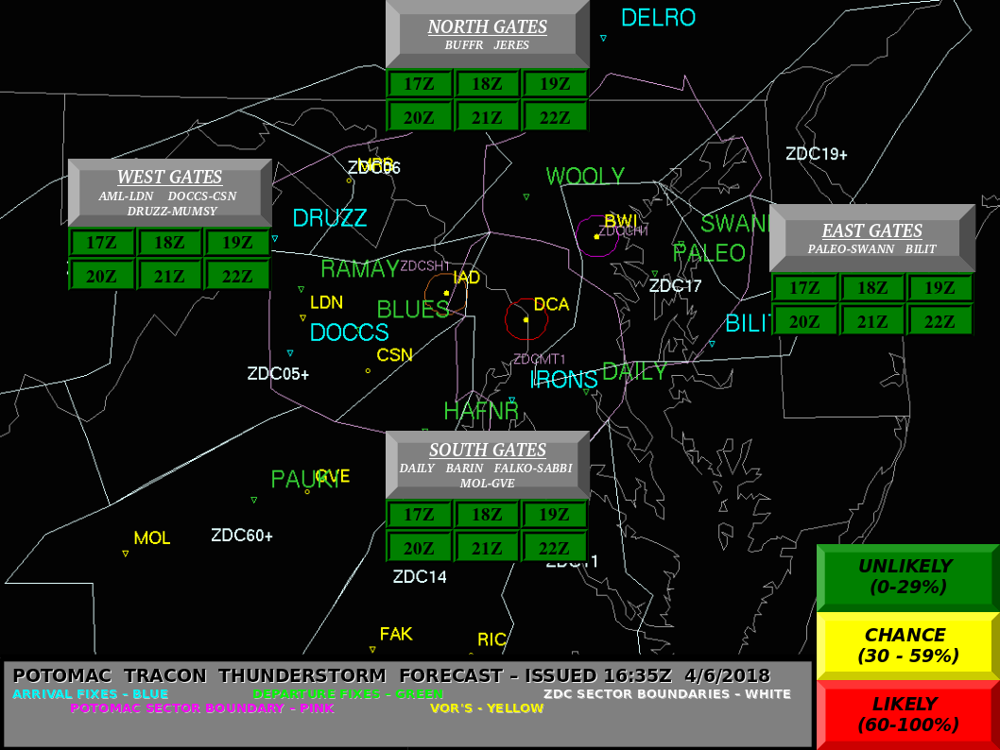 DELRO
NORTH GATES
BUFFR JERES
17Z 18Z 19Z
20Z 21Z 22Z
ZDC19+
ZDC06
WOOLY
WEST GATES
AML-LDN DOCCS-CSN
DRUZZ-MUMSY
17Z 18Z 19Z
20Z 21Z 22Z
DRUZZ
BWI
SWANN
EAST GATES
PALEO-SWANN BILIT
17Z 18Z 19Z
20Z 21Z 22Z
PALEO
RAMAY
ZDCSH1
IAD
ZDC17
LDN
BLUES
DCA
DOCCS
BILIT
CSN
ZDCMT1
ZDC05+
IRONS
DAILY
HAFNR
SOUTH GATES
DAILY BARIN FALKO-SABBI
MOL-GVE
17Z 18Z 19Z
20Z 21Z 22Z
PAUKI
GVE
MOL
ZDC60+
ZDC14
FAK
RIC
UNLIKELY
(0-29%)
CHANCE
(30 - 59%)
LIKELY
(60-100%)
POTOMAC TRACON THUNDERSTORM FORECAST – ISSUED 16:35Z 4/6/2018
ARRIVAL FIXES – BLUE DEPARTURE FIXES – GREEN ZDC SECTOR BOUNDARIES – WHITE
POTOMAC SECTOR BOUNDARY – PINK VOR'S - YELLOW